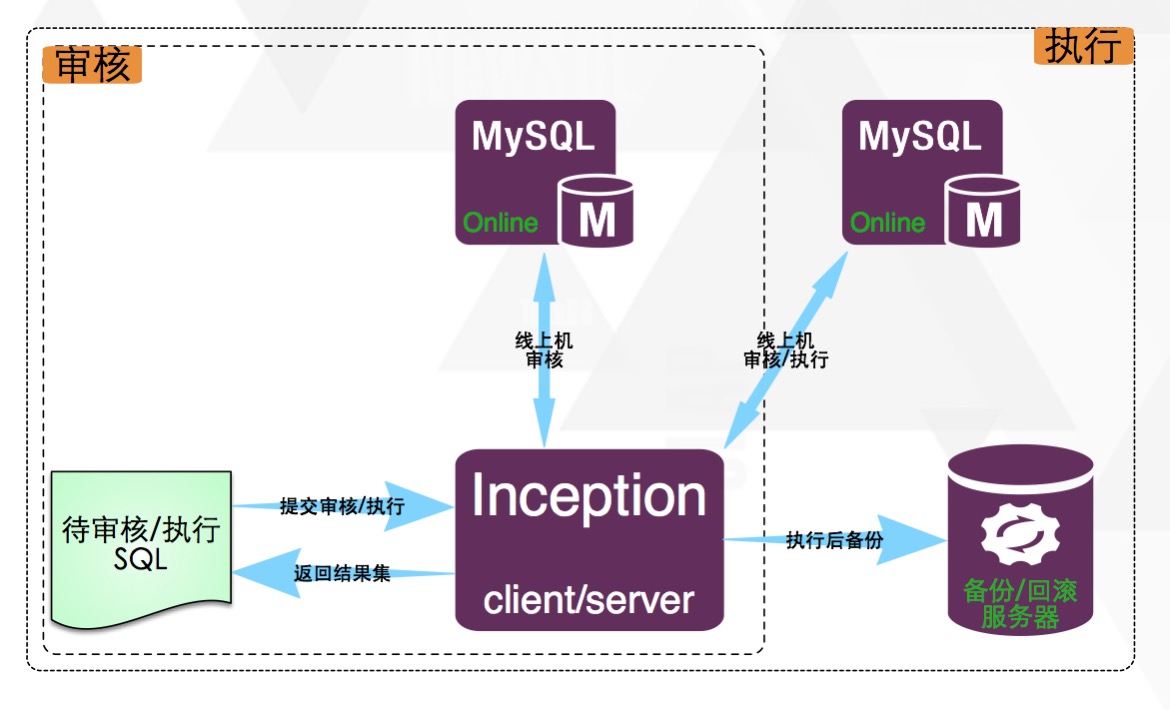 审核
执行
MySQL
Online
M
MySQL
Online
M
线上机
审核
线上机
审核/执行
待审核/执行
SQL
提交审核/执行
返回结果集
Inception
client/server
执行后备份
备份/回滚
服务器